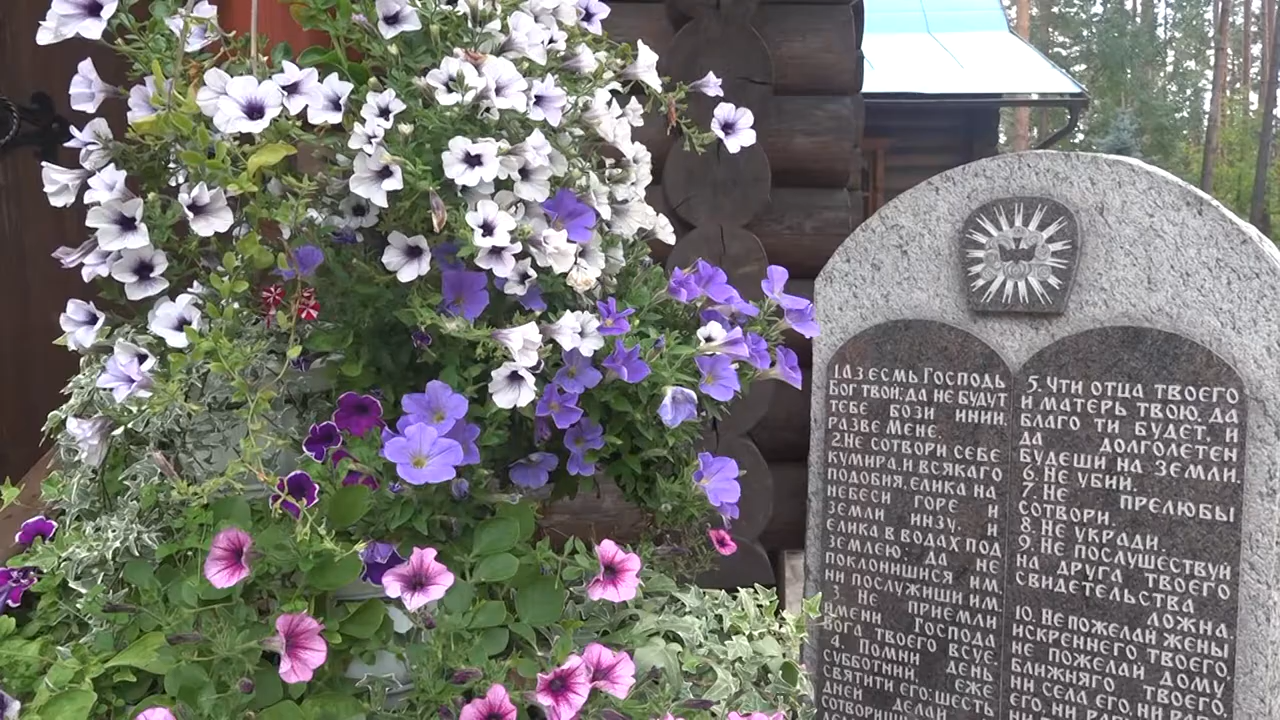 1.АЗ ЕСМЬ ГОСПОДЬ
БОГ ТВОЙ: ДА НЕ БУДУТ
ТЕБЕ БОЗИ ИНИИ,
РАЗВЕ МЕНЕ.
2.НЕ СОТВОРИ СЕБЕ
КУМИРА, И ВСЯКАГО
ПОДОБИЯ, ЕЛИКА НА
НЕБЕСИ ГОРЕ И
ЗЕМЛИ НИЗУ, И
ЕЛИКА В ВОДАХ ПОД
ЗЕМЛЕЮ: ДА НЕ
ПОКЛОНИШИСЯ ИМ
НИ ПОСЛУЖИШИ ИМ.
3. НЕ ПРИЕМЛИ
ИМЕНИ ГОСПОДА
БОГА ТВОЕГО ВСУЕ.
4. ПОМНИ ДЕНЬ
СУББОТНИЙ, ЕЖЕ
СВЯТИТИ ЕГО: ШЕСТЬ
ДНЕЙ ДЕЛАЙ
СОТВОРИШИ
5. ЧТИ ОТЦА ТВОЕГО
И МАТЕРЬ ТВОЮ, ДА
БЛАГО ТИ БУДЕТ, И
ДА ДОЛГОЛЕТЕН
БУДЕШИ НА ЗЕМЛИ.
6. НЕ УБИЙ.
7. НЕ ПРЕЛЮБЫ
СОТВОРИ.
8. НЕ УКРАДИ.
9. НЕ ПОСЛУШЕСТВУЙ
НА ДРУГА ТВОЕГО
СВИДЕТЕЛЬСТВА
ЛОЖНА.
10. НЕ ПОЖЕЛАЙ ЖЕНЫ
ИСКРЕННЕГО ТВОЕГО,
НЕ ПОЖЕЛАЙ ДОМУ
БЛИЖНЯГО ТВОЕГО,
НИ СЕЛА ЕГО, НИ